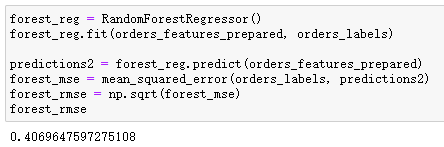 forest_reg = RandomForestRegressor()
forest_reg.fit(orders_features_prepared, orders_labels)
predictions2 = forest_reg.predict(orders_features_prepared)
forest_mse = mean_squared_error(orders_labels, predictions2)
forest_rmse = np.sqrt(forest_mse)
forest_rmse
0.4069647597275108